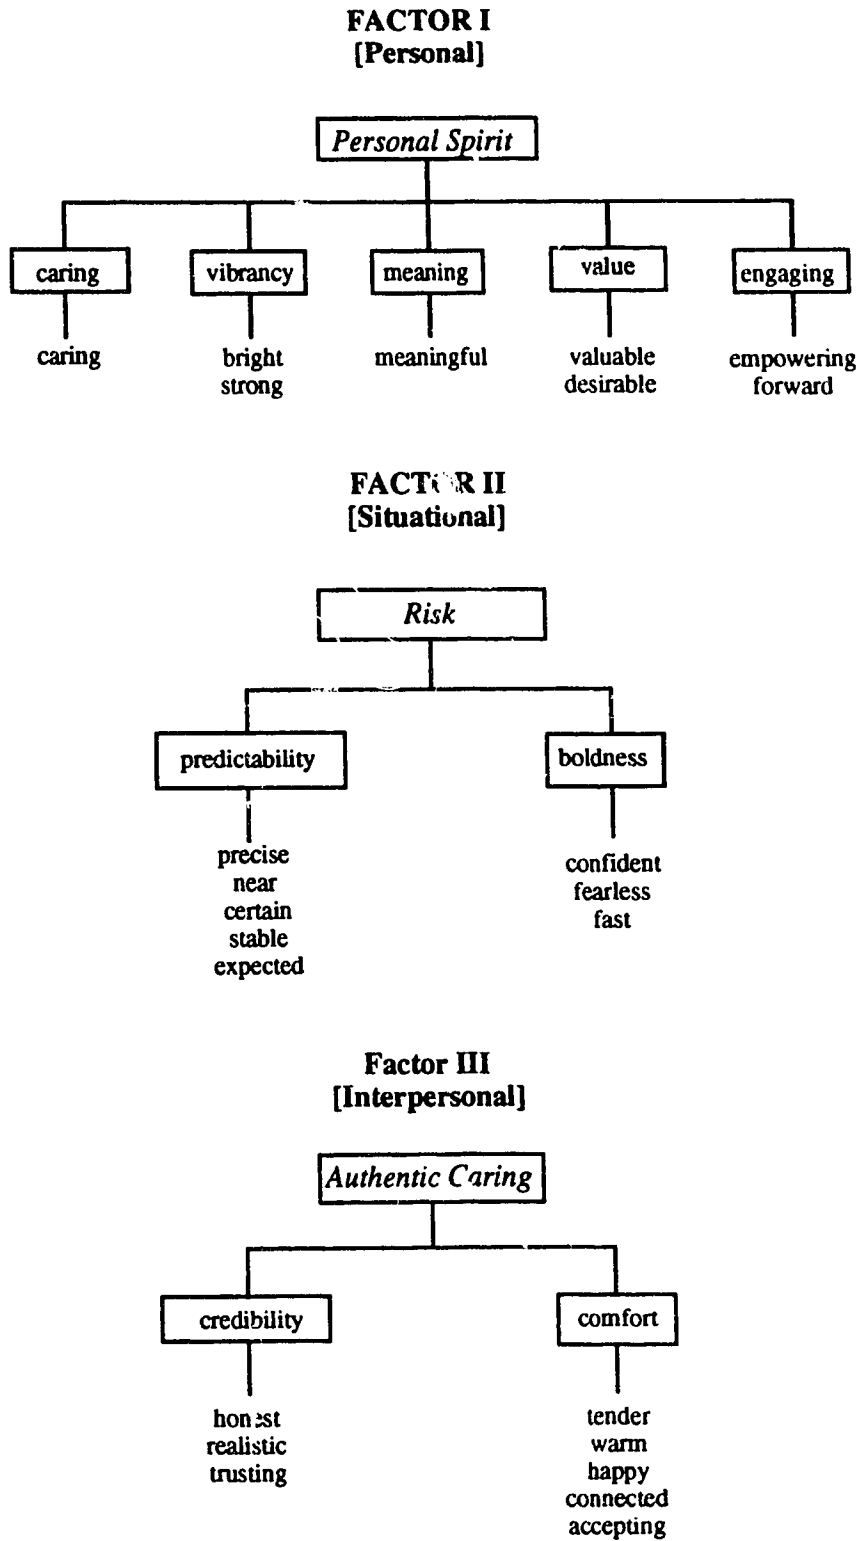 FACTOR I
[Personal]
Personal Spirit
caring
vibrancy
meaning
value
engaging
caring
bright
strong
meaningful
valuable
desirable
empowering
forward
FACTOR II
[Situational]
Risk
predictability
boldness
precise
near
certain
stable
expected
confident
fearless
fast
Factor III
[Interpersonal]
Authentic Caring
credibility
comfort
honest
realistic
trusting
tender
warm
happy
connected
accepting